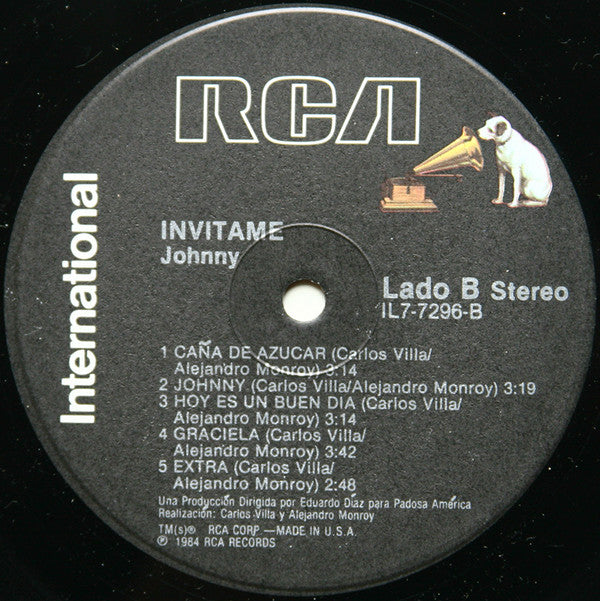 RCA
International
INVITAME
Johnny
Lado B Stereo
IL7-7296-B
1 CAÑA DE AZUCAR (Carlos Villa/
Alejandro Monroy) 3:14
2 JOHNNY (Carlos Villa/Alejandro Monroy) 3:19
3 HOY ES UN BUEN DIA (Carlos Villa/
Alejandro Monroy) 3:14
4 GRACIELA (Carlos Villa/
Alejandro Monroy) 3:42
5 EXTRA (Carlos Villa/
Alejandro Monroy) 2:48
Una Producción Dirigida por Eduardo Díaz para Padosa América
Realización: Carlos Villa y Alejandro Monroy
TM(s)® RCA CORP.—MADE IN U.S.A.
℗ 1984 RCA RECORDS